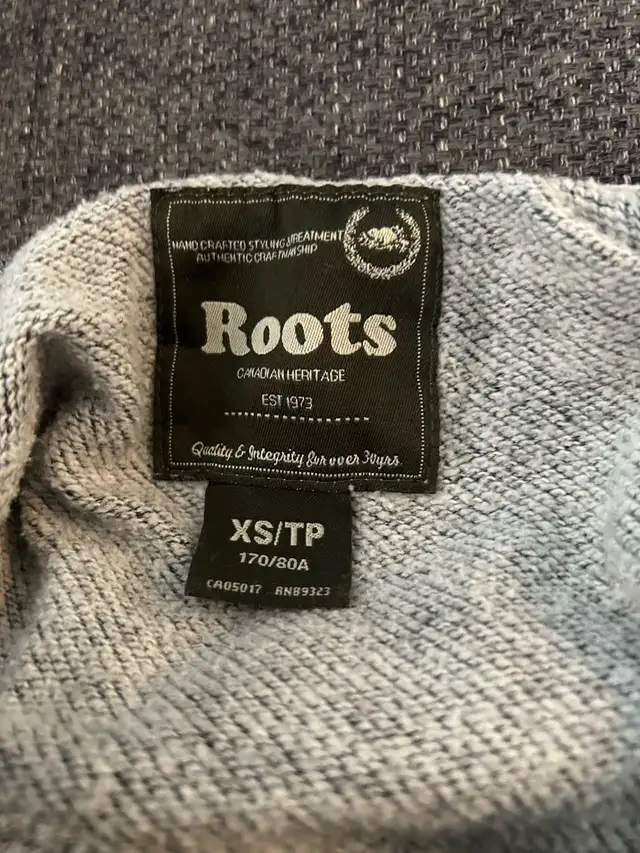 HAND CRAFTED STYLING & TREATMENT
AUTHENTIC CRAFTMANSHIP
Roots
CANADIAN HERITAGE
EST 1973
Quality & Integrity for over 30yrs.
XS/TP
170/80A
CA05017 RN89323